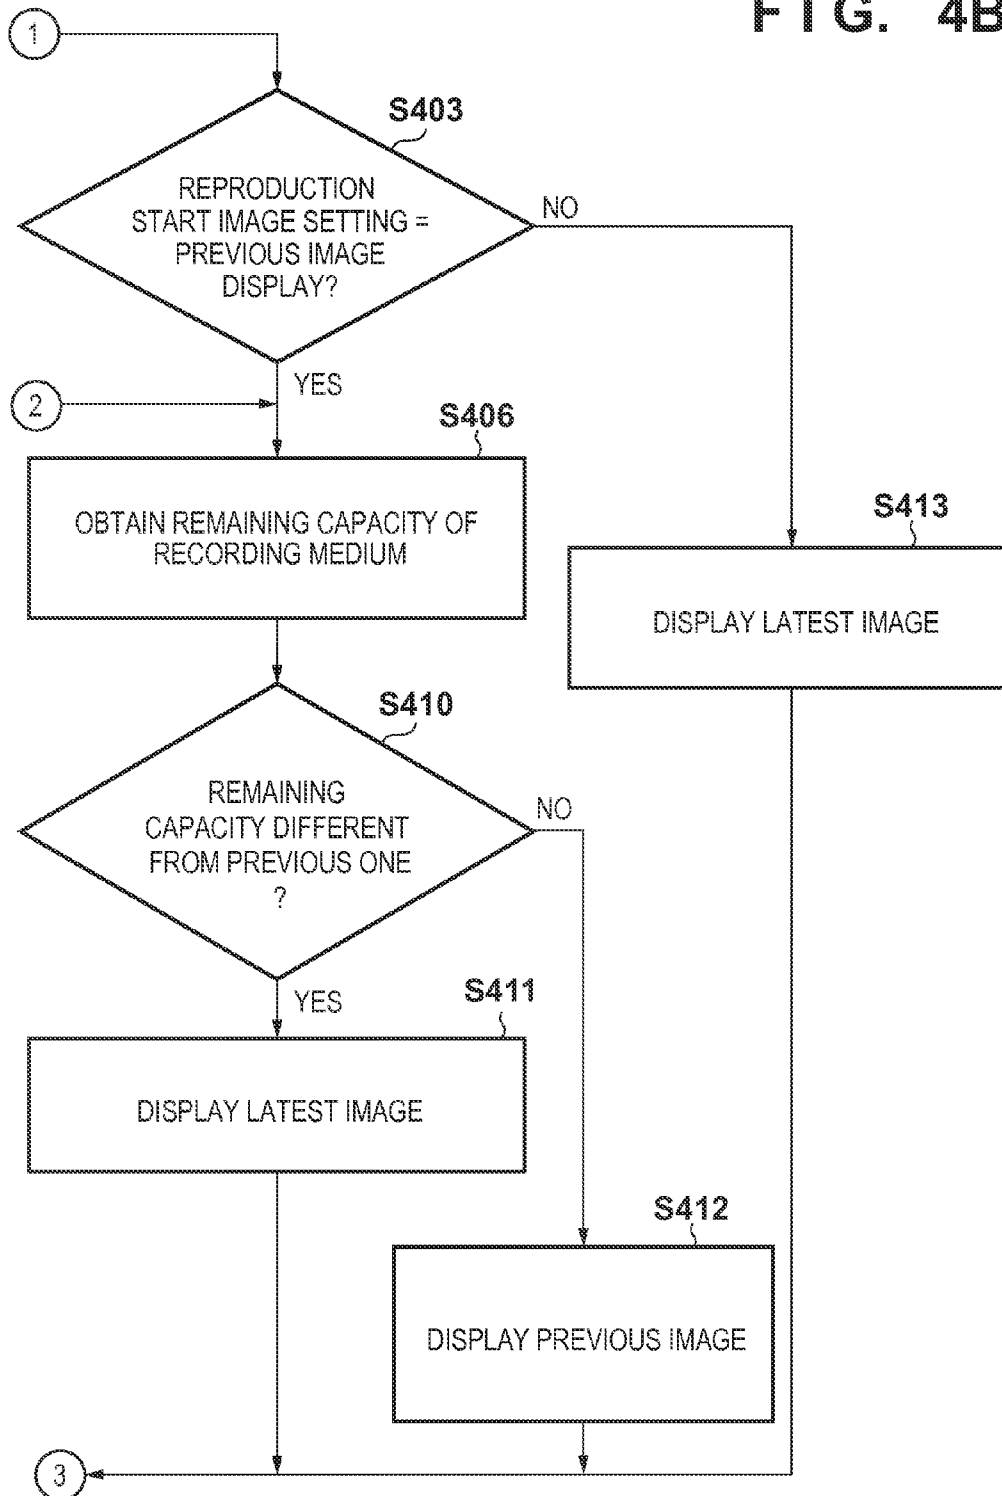 FIG. 4B
1
S403
REPRODUCTION
START IMAGE SETTING =
PREVIOUS IMAGE
DISPLAY?
NO
YES
2
S406
OBTAIN REMAINING CAPACITY OF
RECORDING MEDIUM
S413
DISPLAY LATEST IMAGE
S410
REMAINING
CAPACITY DIFFERENT
FROM PREVIOUS ONE
?
NO
YES
S411
DISPLAY LATEST IMAGE
S412
DISPLAY PREVIOUS IMAGE
3